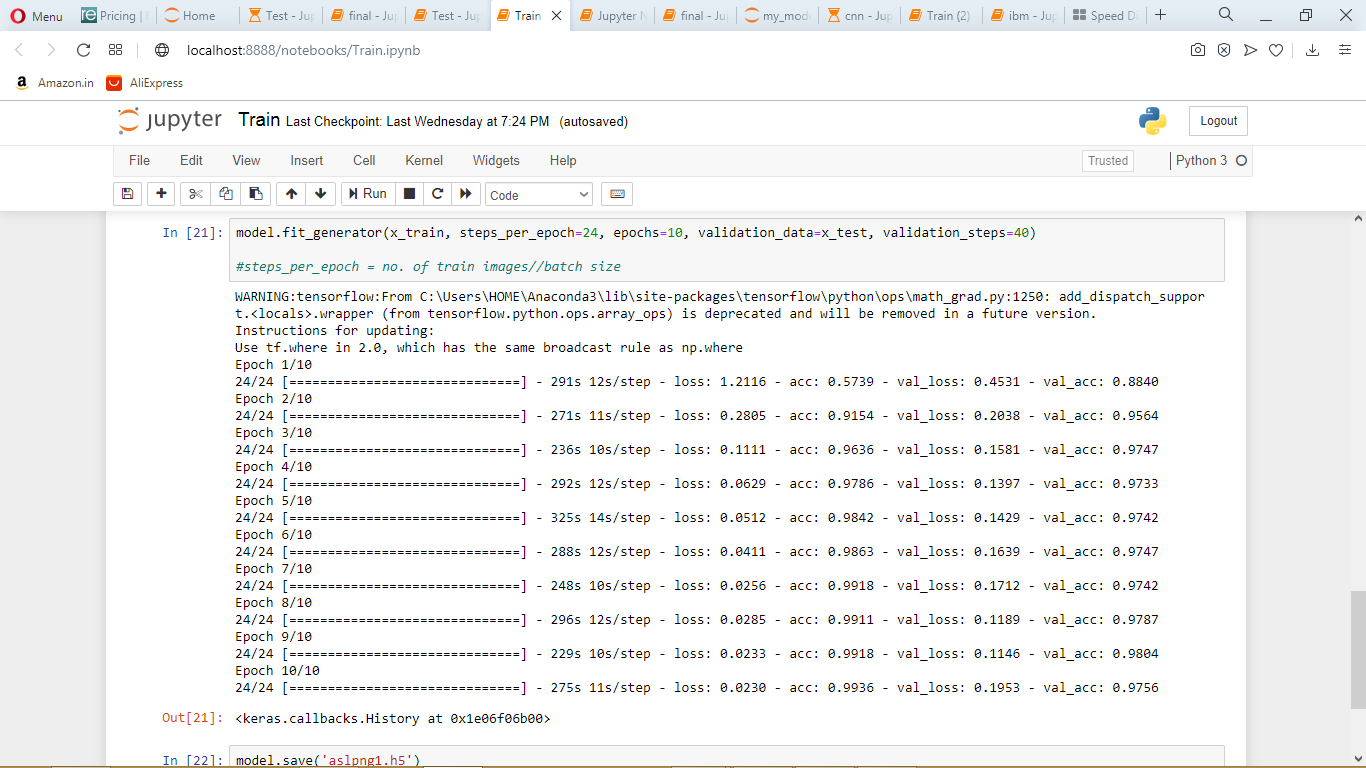 Menu
Pricing |
Home
Test - Ju
final - Ju
Test - Ju
Train
Jupyter N
final - Ju
my_mod
cnn - Jup
Train (2)
ibm - Jup
Speed Di
localhost:8888/notebooks/Train.ipynb
Amazon.in
AliExpress
jupyter Train Last Checkpoint: Last Wednesday at 7:24 PM (autosaved)
Logout
File Edit View Insert Cell Kernel Widgets Help
Trusted
Python 3
Run
Code
In [21]: model.fit_generator(x_train, steps_per_epoch=24, epochs=10, validation_data=x_test, validation_steps=40)
#steps_per_epoch = no. of train images//batch size
WARNING:tensorflow:From C:\Users\HOME\Anaconda3\lib\site-packages\tensorflow\python\ops\math_grad.py:1250: add_dispatch_suppor
t.<locals>.wrapper (from tensorflow.python.ops.array_ops) is deprecated and will be removed in a future version.
Instructions for updating:
Use tf.where in 2.0, which has the same broadcast rule as np.where
Epoch 1/10
24/24 [==============================] - 291s 12s/step - loss: 1.2116 - acc: 0.5739 - val_loss: 0.4531 - val_acc: 0.8840
Epoch 2/10
24/24 [==============================] - 271s 11s/step - loss: 0.2805 - acc: 0.9154 - val_loss: 0.2038 - val_acc: 0.9564
Epoch 3/10
24/24 [==============================] - 236s 10s/step - loss: 0.1111 - acc: 0.9636 - val_loss: 0.1581 - val_acc: 0.9747
Epoch 4/10
24/24 [==============================] - 292s 12s/step - loss: 0.0629 - acc: 0.9786 - val_loss: 0.1397 - val_acc: 0.9733
Epoch 5/10
24/24 [==============================] - 325s 14s/step - loss: 0.0512 - acc: 0.9842 - val_loss: 0.1429 - val_acc: 0.9742
Epoch 6/10
24/24 [==============================] - 288s 12s/step - loss: 0.0411 - acc: 0.9863 - val_loss: 0.1639 - val_acc: 0.9747
Epoch 7/10
24/24 [==============================] - 248s 10s/step - loss: 0.0256 - acc: 0.9918 - val_loss: 0.1712 - val_acc: 0.9742
Epoch 8/10
24/24 [==============================] - 296s 12s/step - loss: 0.0285 - acc: 0.9911 - val_loss: 0.1189 - val_acc: 0.9787
Epoch 9/10
24/24 [==============================] - 229s 10s/step - loss: 0.0233 - acc: 0.9918 - val_loss: 0.1146 - val_acc: 0.9804
Epoch 10/10
24/24 [==============================] - 275s 11s/step - loss: 0.0230 - acc: 0.9936 - val_loss: 0.1953 - val_acc: 0.9756
Out[21]: <keras.callbacks.History at 0x1e06f06b00>
In [22]: model.save('aslpng1.h5')